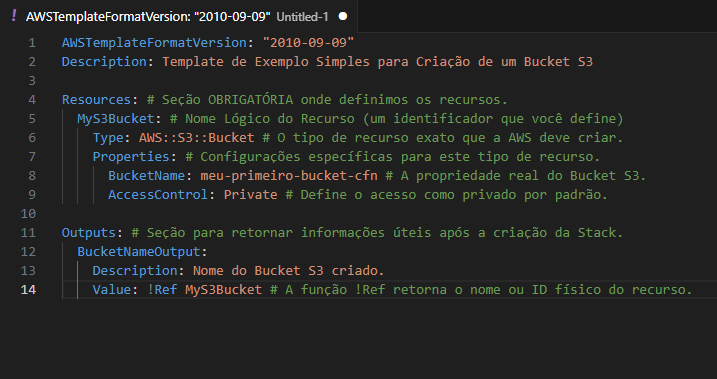 ! AWSTemplateFormatVersion: "2010-09-09" Untitled-1
1 AWSTemplateFormatVersion: "2010-09-09"
2 Description: Template de Exemplo Simples para Criação de um Bucket S3
3
4 Resources: # Seção OBRIGATÓRIA onde definimos os recursos.
5   MyS3Bucket: # Nome Lógico do Recurso (um identificador que você define)
6     Type: AWS::S3::Bucket # O tipo de recurso exato que a AWS deve criar.
7     Properties: # Configurações específicas para este tipo de recurso.
8       BucketName: meu-primeiro-bucket-cfn # A propriedade real do Bucket S3.
9       AccessControl: Private # Define o acesso como privado por padrão.
10
11 Outputs: # Seção para retornar informações úteis após a criação da Stack.
12   BucketNameOutput:
13     Description: Nome do Bucket S3 criado.
14     Value: !Ref MyS3Bucket # A função !Ref retorna o nome ou ID físico do recurso.